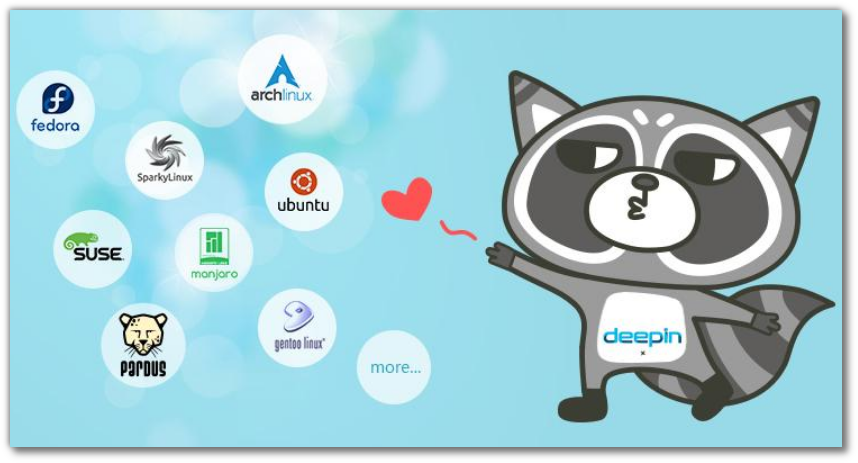 archlinux
fedora
SparkyLinux
ubuntu
SUSE
manjaro
gentoo linux
PARDUS
more...
deepin